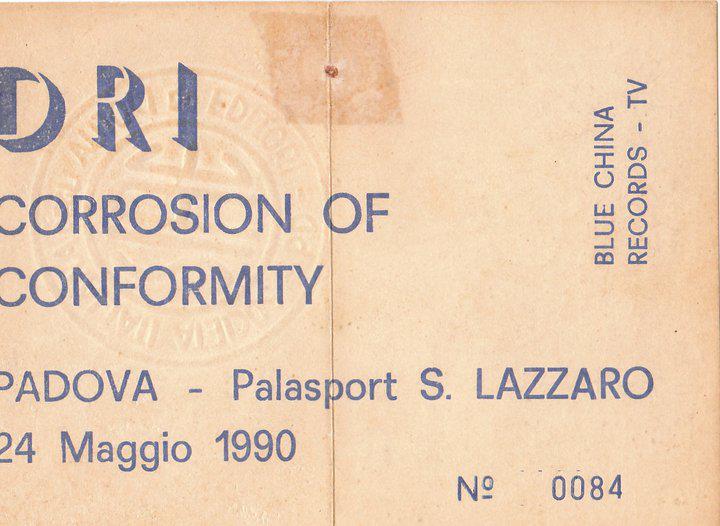 DRI
CORROSION OF
CONFORMITY
PADOVA - Palasport S. LAZZARO
24 Maggio 1990
Nº 0084
BLUE CHINA
RECORDS - TV